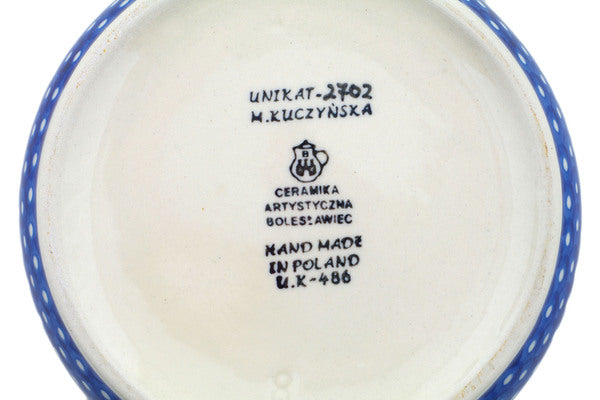 UNIKAT-2702
M.KUCZYŃSKA
B
CERAMIKA
ARTYSTYCZNA
BOLESŁAWIEC
HAND MADE
IN POLAND
U.K-486